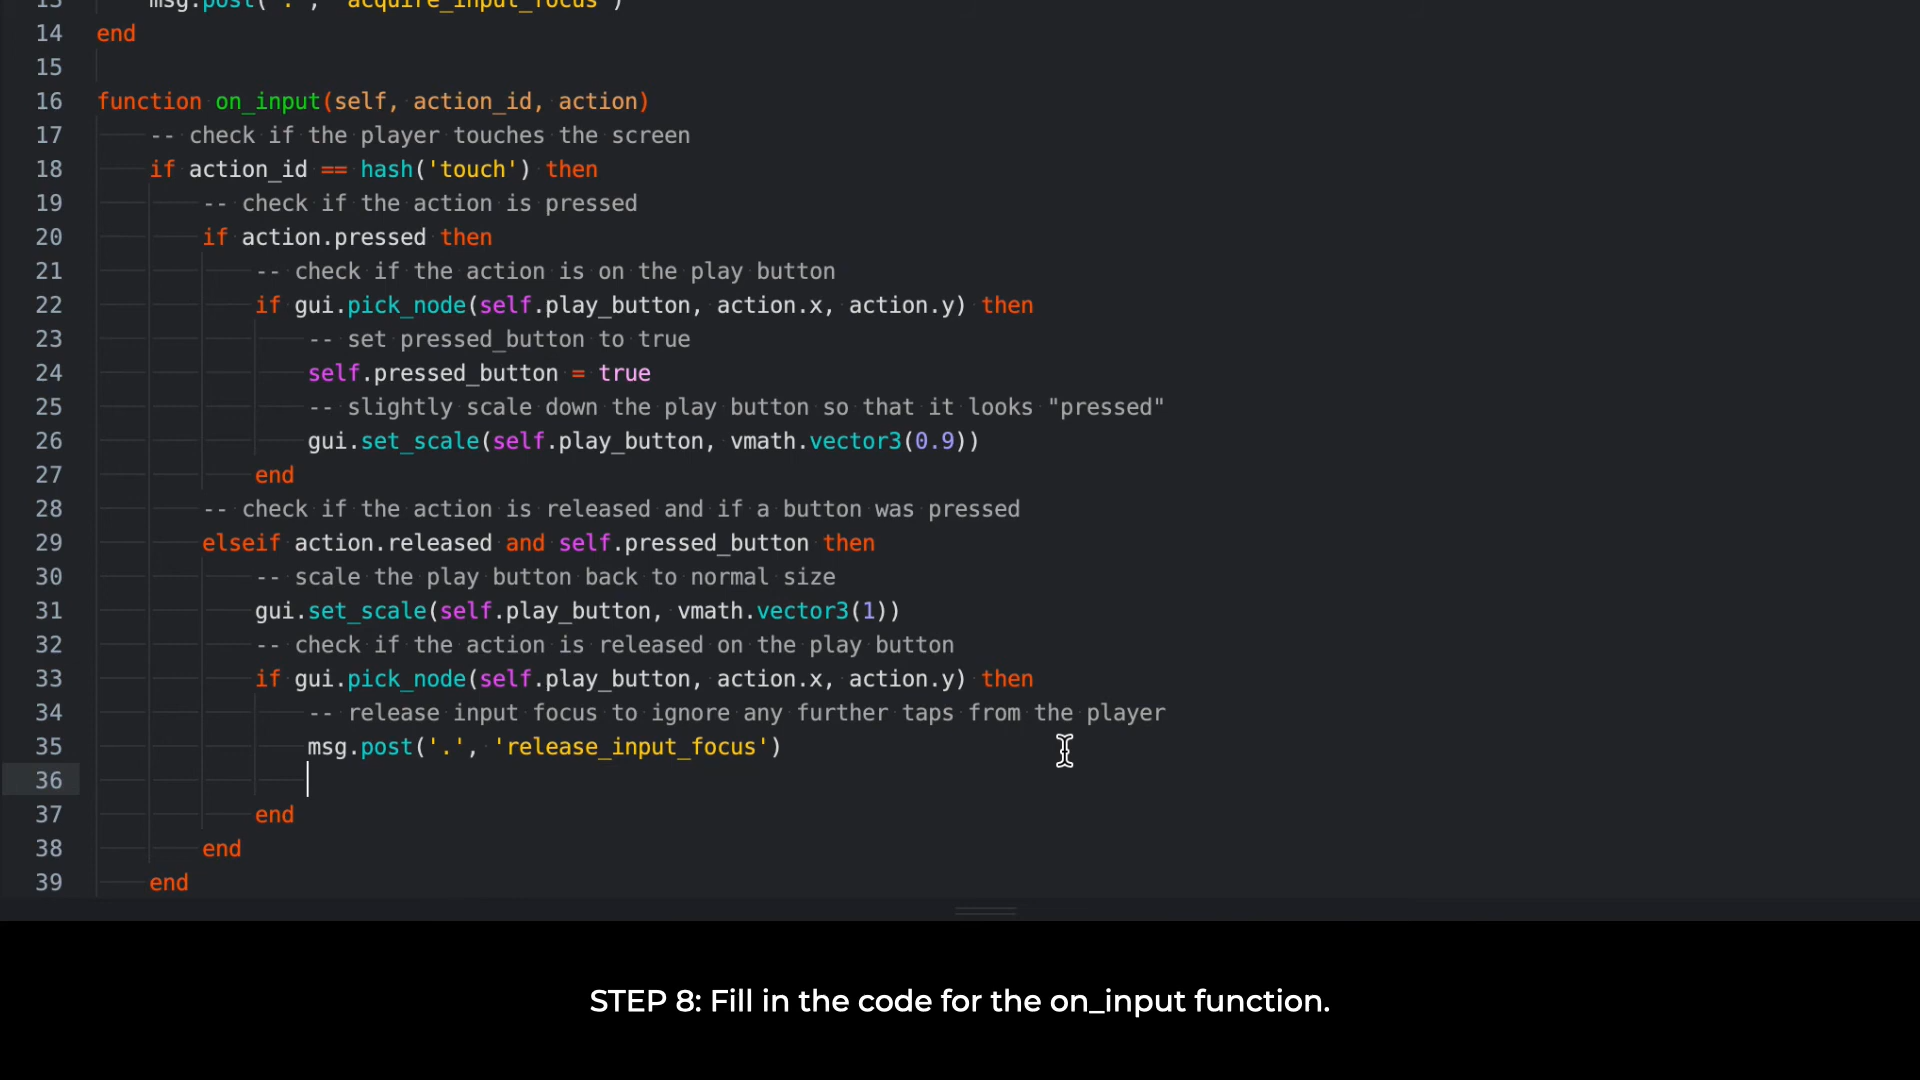 13 msg.post('.', 'acquire_input_focus')
14 end
15
16 function on_input(self, action_id, action)
17 -- check if the player touches the screen
18 if action_id == hash('touch') then
19 -- check if the action is pressed
20 if action.pressed then
21 -- check if the action is on the play button
22 if gui.pick_node(self.play_button, action.x, action.y) then
23 -- set pressed_button to true
24 self.pressed_button = true
25 -- slightly scale down the play button so that it looks "pressed"
26 gui.set_scale(self.play_button, vmath.vector3(0.9))
27 end
28 -- check if the action is released and if a button was pressed
29 elseif action.released and self.pressed_button then
30 -- scale the play button back to normal size
31 gui.set_scale(self.play_button, vmath.vector3(1))
32 -- check if the action is released on the play button
33 if gui.pick_node(self.play_button, action.x, action.y) then
34 -- release input focus to ignore any further taps from the player
35 msg.post('.', 'release_input_focus')
36
37 end
38 end
39 end
STEP 8: Fill in the code for the on_input function.